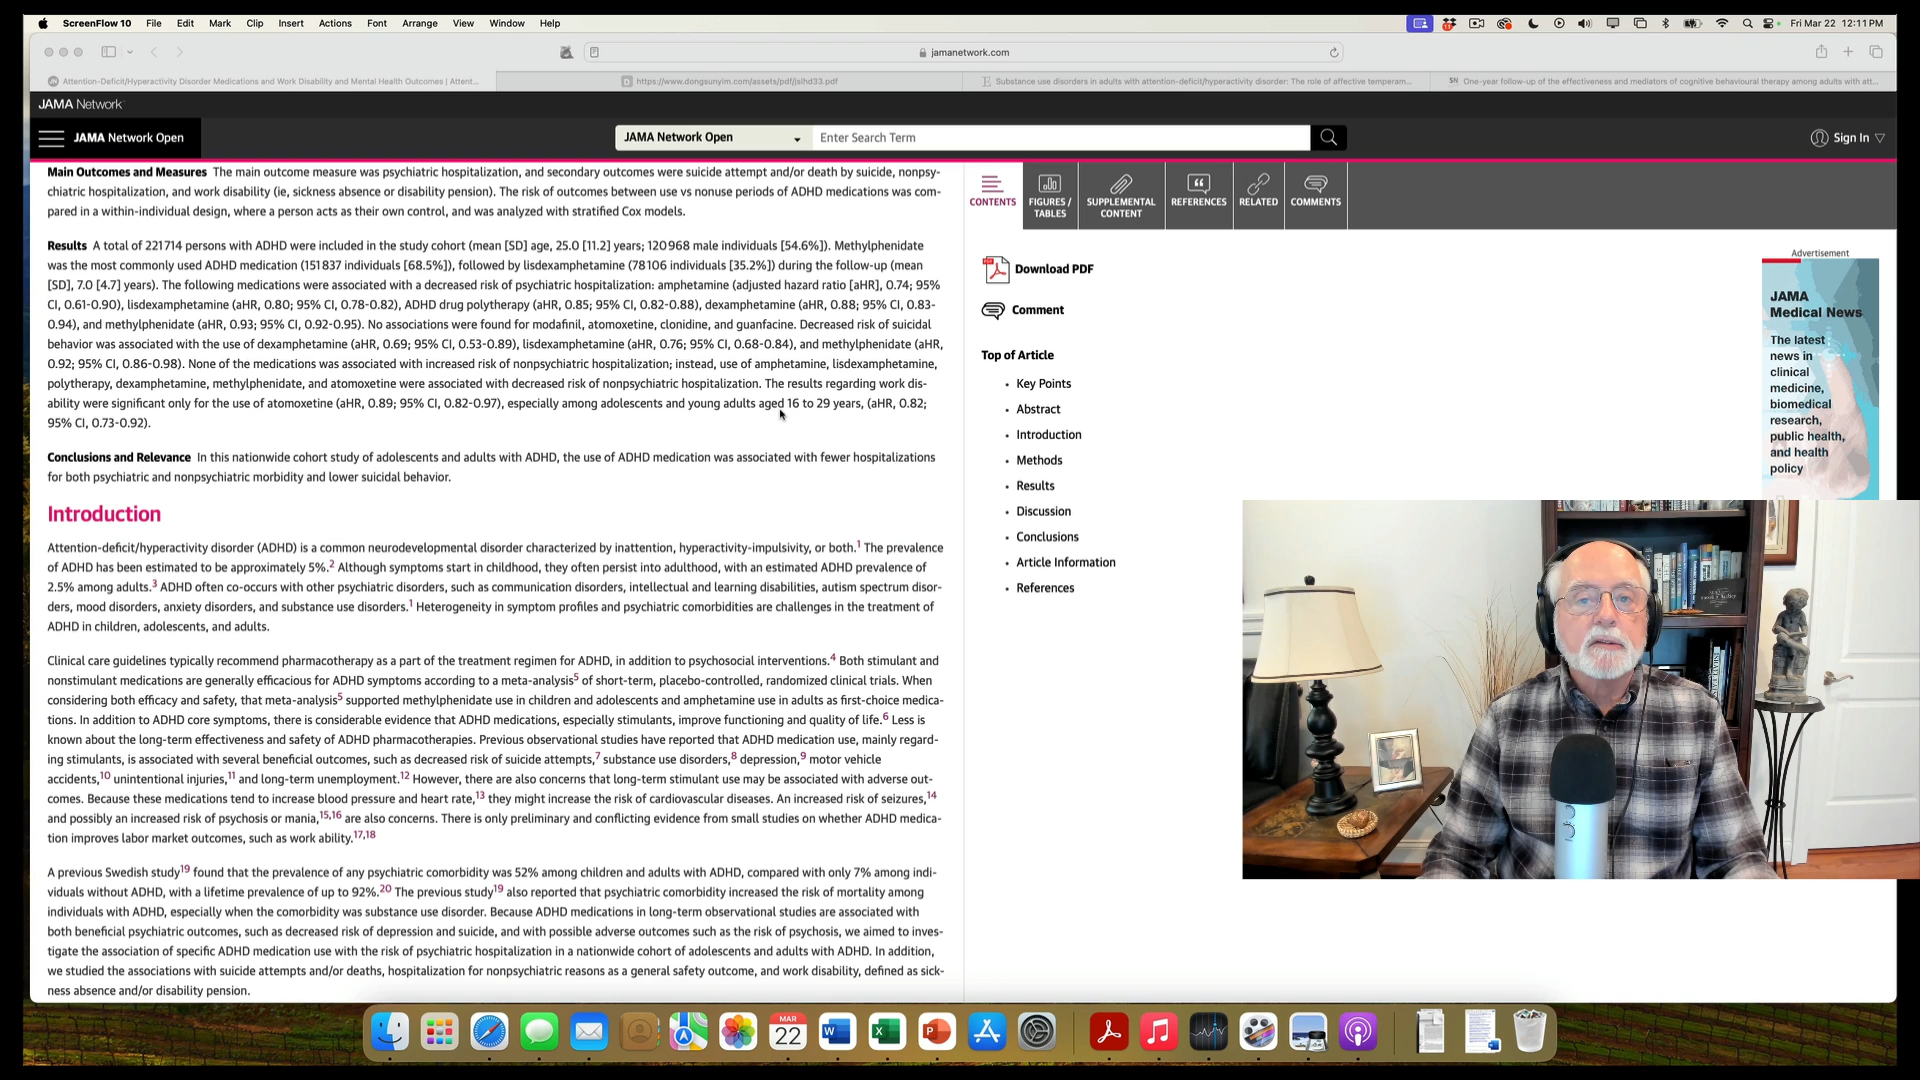 ScreenFlow 10 File Edit Mark Clip Insert Actions Font Arrange View Window Help
Fri Mar 22 12:11 PM
jamanetwork.com
Attention-Deficit/Hyperactivity Disorder Medications and Work Disability and Mental Health Outcomes | Attent...
https://www.dongsunyim.com/assets/pdf/jslhd33.pdf
Substance use disorders in adults with attention-deficit/hyperactivity disorder: The role of affective temperam...
SN One-year follow-up of the effectiveness and mediators of cognitive behavioural therapy among adults with att...
JAMA Network
JAMA Network Open
JAMA Network Open
Enter Search Term
Sign In
Main Outcomes and Measures The main outcome measure was psychiatric hospitalization, and secondary outcomes were suicide attempt and/or death by suicide, nonpsy-
chiatric hospitalization, and work disability (ie, sickness absence or disability pension). The risk of outcomes between use vs nonuse periods of ADHD medications was com-
pared in a within-individual design, where a person acts as their own control, and was analyzed with stratified Cox models.
Results A total of 221714 persons with ADHD were included in the study cohort (mean [SD] age, 25.0 [11.2] years; 120968 male individuals [54.6%]). Methylphenidate
was the most commonly used ADHD medication (151837 individuals [68.5%]), followed by lisdexamphetamine (78106 individuals [35.2%]) during the follow-up (mean
[SD], 7.0 [4.7] years). The following medications were associated with a decreased risk of psychiatric hospitalization: amphetamine (adjusted hazard ratio [aHR], 0.74; 95%
CI, 0.61-0.90), lisdexamphetamine (aHR, 0.80; 95% CI, 0.78-0.82), ADHD drug polytherapy (aHR, 0.85; 95% CI, 0.82-0.88), dexamphetamine (aHR, 0.88; 95% CI, 0.83-
0.94), and methylphenidate (aHR, 0.93; 95% CI, 0.92-0.95). No associations were found for modafinil, atomoxetine, clonidine, and guanfacine. Decreased risk of suicidal
behavior was associated with the use of dexamphetamine (aHR, 0.69; 95% CI, 0.53-0.89), lisdexamphetamine (aHR, 0.76; 95% CI, 0.68-0.84), and methylphenidate (aHR,
0.92; 95% CI, 0.86-0.98). None of the medications was associated with increased risk of nonpsychiatric hospitalization; instead, use of amphetamine, lisdexamphetamine,
polytherapy, dexamphetamine, methylphenidate, and atomoxetine were associated with decreased risk of nonpsychiatric hospitalization. The results regarding work dis-
ability were significant only for the use of atomoxetine (aHR, 0.89; 95% CI, 0.82-0.97), especially among adolescents and young adults aged 16 to 29 years, (aHR, 0.82;
95% CI, 0.73-0.92).
Conclusions and Relevance In this nationwide cohort study of adolescents and adults with ADHD, the use of ADHD medication was associated with fewer hospitalizations
for both psychiatric and nonpsychiatric morbidity and lower suicidal behavior.
Introduction
Attention-deficit/hyperactivity disorder (ADHD) is a common neurodevelopmental disorder characterized by inattention, hyperactivity-impulsivity, or both.1 The prevalence
of ADHD has been estimated to be approximately 5%.2 Although symptoms start in childhood, they often persist into adulthood, with an estimated ADHD prevalence of
2.5% among adults.3 ADHD often co-occurs with other psychiatric disorders, such as communication disorders, intellectual and learning disabilities, autism spectrum disor-
ders, mood disorders, anxiety disorders, and substance use disorders.1 Heterogeneity in symptom profiles and psychiatric comorbidities are challenges in the treatment of
ADHD in children, adolescents, and adults.
Clinical care guidelines typically recommend pharmacotherapy as a part of the treatment regimen for ADHD, in addition to psychosocial interventions.4 Both stimulant and
nonstimulant medications are generally efficacious for ADHD symptoms according to a meta-analysis5 of short-term, placebo-controlled, randomized clinical trials. When
considering both efficacy and safety, that meta-analysis5 supported methylphenidate use in children and adolescents and amphetamine use in adults as first-choice medica-
tions. In addition to ADHD core symptoms, there is considerable evidence that ADHD medications, especially stimulants, improve functioning and quality of life.6 Less is
known about the long-term effectiveness and safety of ADHD pharmacotherapies. Previous observational studies have reported that ADHD medication use, mainly regard-
ing stimulants, is associated with several beneficial outcomes, such as decreased risk of suicide attempts,7 substance use disorders,8 depression,9 motor vehicle
accidents,10 unintentional injuries,11 and long-term unemployment.12 However, there are also concerns that long-term stimulant use may be associated with adverse out-
comes. Because these medications tend to increase blood pressure and heart rate,13 they might increase the risk of cardiovascular diseases. An increased risk of seizures,14
and possibly an increased risk of psychosis or mania,15,16 are also concerns. There is only preliminary and conflicting evidence from small studies on whether ADHD medica-
tion improves labor market outcomes, such as work ability.17,18
A previous Swedish study19 found that the prevalence of any psychiatric comorbidity was 52% among children and adults with ADHD, compared with only 7% among indi-
viduals without ADHD, with a lifetime prevalence of up to 92%.20 The previous study19 also reported that psychiatric comorbidity increased the risk of mortality among
individuals with ADHD, especially when the comorbidity was substance use disorder. Because ADHD medications in long-term observational studies are associated with
both beneficial psychiatric outcomes, such as decreased risk of depression and suicide, and with possible adverse outcomes such as the risk of psychosis, we aimed to inves-
tigate the association of specific ADHD medication use with the risk of psychiatric hospitalization in a nationwide cohort of adolescents and adults with ADHD. In addition,
we studied the associations with suicide attempts and/or deaths, hospitalization for nonpsychiatric reasons as a general safety outcome, and work disability, defined as sick-
ness absence and/or disability pension.
CONTENTS
FIGURES /
TABLES
SUPPLEMENTAL
CONTENT
REFERENCES
RELATED
COMMENTS
Download PDF
Comment
Top of Article
Key Points
Abstract
Introduction
Methods
Results
Discussion
Conclusions
Article Information
References
Advertisement
JAMA
Medical News
The latest
news in
clinical
medicine,
biomedical
research,
public health,
and health
policy
MAR
22